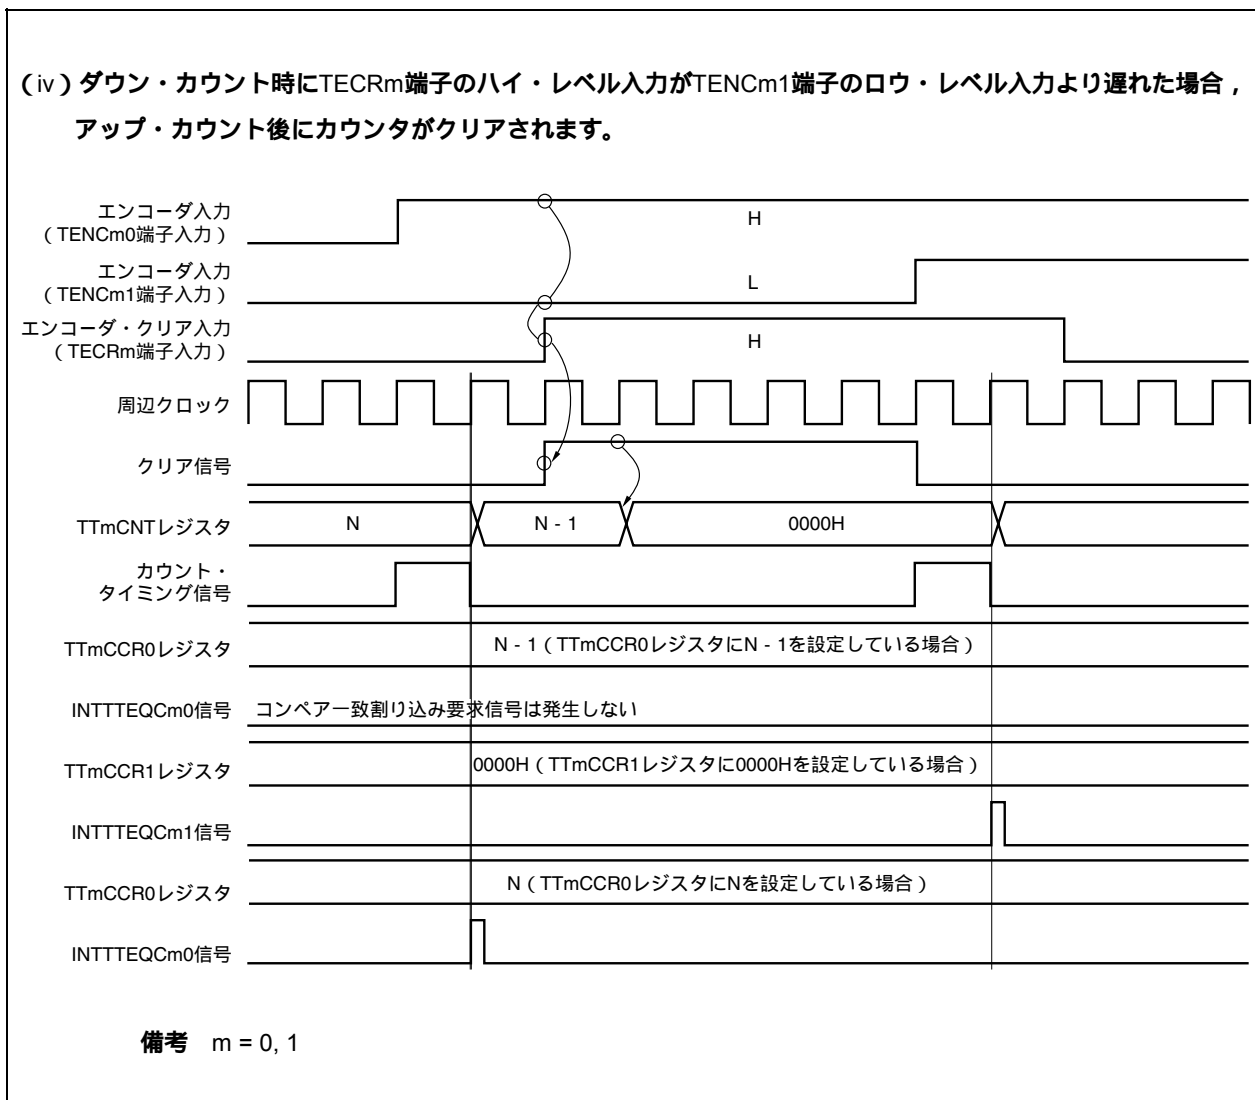 (iv) ダウン・カウント時にTECRm端子のハイ・レベル入力がTENCm1端子のロウ・レベル入力より遅れた場合，
アップ・カウント後にカウンタがクリアされます。
エンコーダ入力
（TENCm0端子入力）
H
エンコーダ入力
（TENCm1端子入力）
L
エンコーダ・クリア入力
（TECRm端子入力）
H
周辺クロック
クリア信号
TTmCNTレジスタ
N
N - 1
0000H
カウント・
タイミング信号
TTmCCR0レジスタ
N - 1（TTmCCR0レジスタにN - 1を設定している場合）
INTTTEQCm0信号
コンペア一致割り込み要求信号は発生しない
TTmCCR1レジスタ
0000H（TTmCCR1レジスタに0000Hを設定している場合）
INTTTEQCm1信号
TTmCCR0レジスタ
N（TTmCCR0レジスタにNを設定している場合）
INTTTEQCm0信号
備考 m = 0, 1